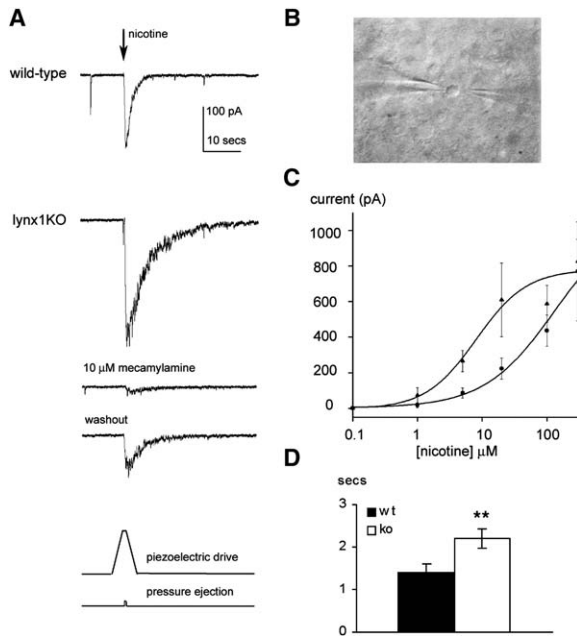 A
nicotine
wild-type
100 pA
10 secs
lynx1KO
10 μM mecamylamine
washout
piezoelectric drive
pressure ejection
B
C
current (pA)
1000
800
600
400
200
0
0.1
1
10
100
[nicotine] μM
D
secs
3
2
1
0
wt
ko
**